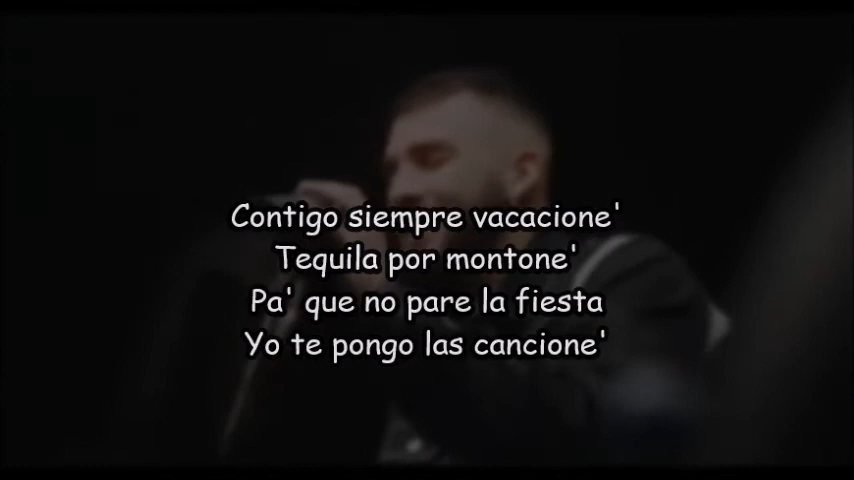 Contigo siempre vacacione'
Tequila por montone'
Pa' que no pare la fiesta
Yo te pongo las cancione'